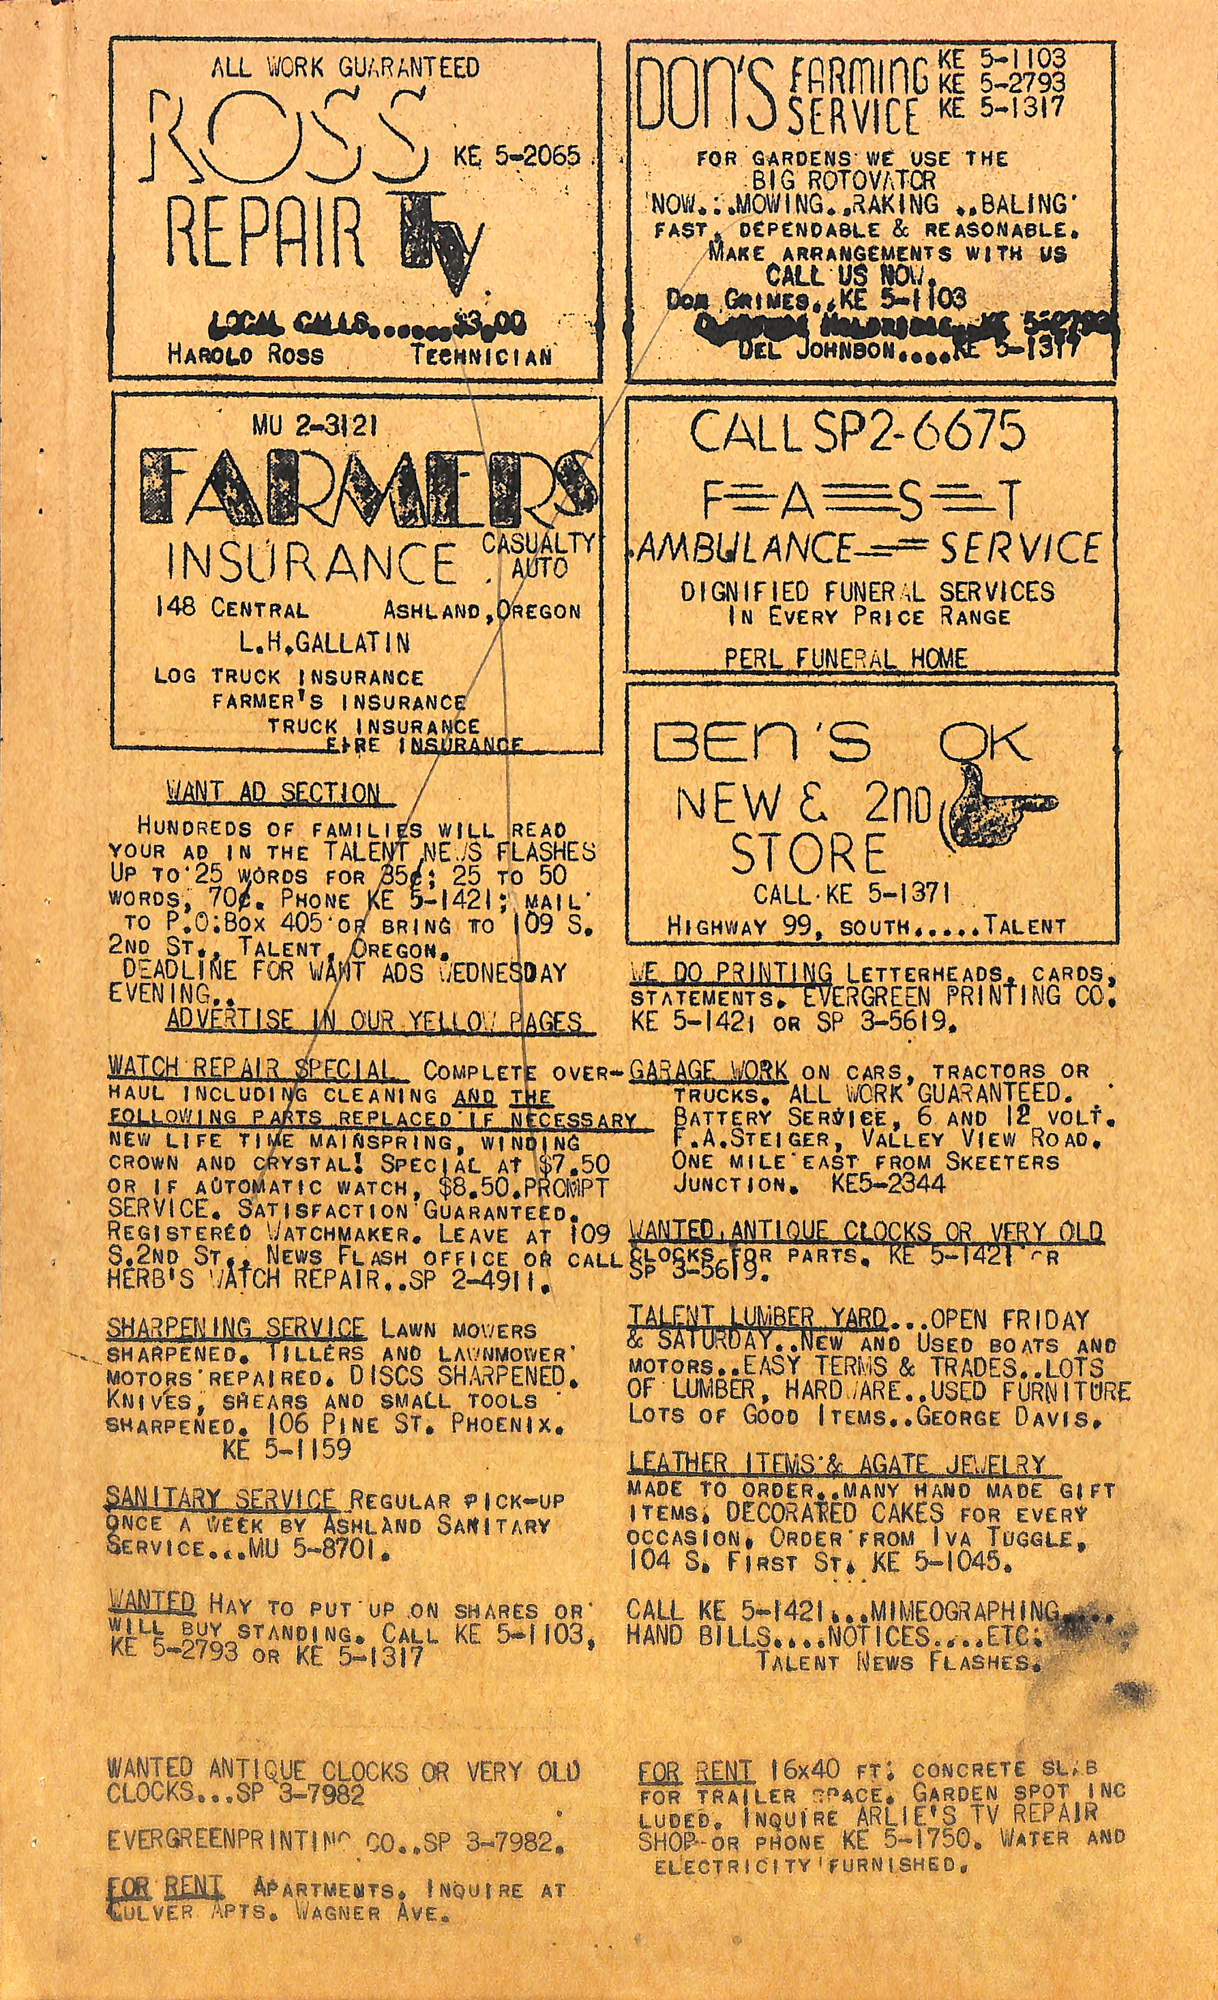 ALL WORK GUARANTEED
ROSS
KE 5-2065
REPAIR TV
LOCAL CALLS......$3.00
HAROLD ROSS TECHNICIAN
MU 2-3121
FARMERS
INSURANCE CASUALTY
AUTO
148 CENTRAL ASHLAND, OREGON
L.H.GALLATIN
LOG TRUCK INSURANCE
FARMER'S INSURANCE
TRUCK INSURANCE
FIRE INSURANCE
WANT AD SECTION
HUNDREDS OF FAMILIES WILL READ
YOUR AD IN THE TALENT NEWS FLASHES
UP TO 25 WORDS FOR 35¢; 25 TO 50
WORDS, 70¢. PHONE KE 5-1421; MAIL
TO P.O.BOX 405 OR BRING TO 109 S.
2ND ST., TALENT, OREGON.
DEADLINE FOR WANT ADS WEDNESDAY
EVENING..
ADVERTISE IN OUR YELLOW PAGES
WATCH REPAIR SPECIAL COMPLETE OVER-
HAUL INCLUDING CLEANING AND THE
FOLLOWING PARTS REPLACED IF NECESSARY
NEW LIFE TIME MAINSPRING, WINDING
CROWN AND CRYSTAL! SPECIAL AT $7.50
OR IF AUTOMATIC WATCH, $8.50.PROMPT
SERVICE. SATISFACTION GUARANTEED.
REGISTERED WATCHMAKER. LEAVE AT 109
S.2ND ST., NEWS FLASH OFFICE OR CALL
HERB'S WATCH REPAIR..SP 2-4911.
SHARPENING SERVICE LAWN MOWERS
SHARPENED. TILLERS AND LAWNMOWER
MOTORS REPAIRED. DISCS SHARPENED.
KNIVES, SHEARS AND SMALL TOOLS
SHARPENED. 106 PINE ST. PHOENIX.
KE 5-1159
SANITARY SERVICE REGULAR PICK-UP
ONCE A WEEK BY ASHLAND SANITARY
SERVICE...MU 5-8701.
WANTED HAY TO PUT UP ON SHARES OR
WILL BUY STANDING. CALL KE 5-1103,
KE 5-2793 OR KE 5-1317
WANTED ANTIQUE CLOCKS OR VERY OLD
CLOCKS...SP 3-7982
EVERGREENPRINTING CO..SP 3-7982.
FOR RENT APARTMENTS. INQUIRE AT
CULVER APTS. WAGNER AVE.
DON'S FARMING SERVICE
KE 5-1103
KE 5-2793
KE 5-1317
FOR GARDENS WE USE THE
BIG ROTOVATOR
NOW...MOWING..RAKING ..BALING
FAST, DEPENDABLE & REASONABLE.
MAKE ARRANGEMENTS WITH US
CALL US NOW.
DON GRIMES..KE 5-1103
DEL JOHNSON....KE 5-1317
CALL SP2-6675
FAST
AMBULANCE SERVICE
DIGNIFIED FUNERAL SERVICES
IN EVERY PRICE RANGE
PERL FUNERAL HOME
BEN'S OK
NEW & 2ND
STORE
CALL KE 5-1371
HIGHWAY 99, SOUTH.....TALENT
WE DO PRINTING LETTERHEADS, CARDS,
STATEMENTS. EVERGREEN PRINTING CO.
KE 5-1421 OR SP 3-5619.
GARAGE WORK ON CARS, TRACTORS OR
TRUCKS. ALL WORK GUARANTEED.
BATTERY SERVICE, 6 AND 12 VOLT.
F.A.STEIGER, VALLEY VIEW ROAD.
ONE MILE EAST FROM SKEETERS
JUNCTION. KE5-2344
WANTED,ANTIQUE CLOCKS OR VERY OLD
CLOCKS FOR PARTS. KE 5-1421 OR
SP 3-5619.
TALENT LUMBER YARD...OPEN FRIDAY
& SATURDAY..NEW AND USED BOATS AND
MOTORS..EASY TERMS & TRADES..LOTS
OF LUMBER, HARDWARE..USED FURNITURE
LOTS OF GOOD ITEMS..GEORGE DAVIS.
LEATHER ITEMS & AGATE JEWELRY
MADE TO ORDER..MANY HAND MADE GIFT
ITEMS. DECORATED CAKES FOR EVERY
OCCASION. ORDER FROM IVA TUGGLE,
104 S. FIRST ST. KE 5-1045.
CALL KE 5-1421...MIMEOGRAPHING....
HAND BILLS....NOTICES....ETC.
TALENT NEWS FLASHES.
FOR RENT 16X40 FT. CONCRETE SLAB
FOR TRAILER SPACE. GARDEN SPOT INC
LUDED. INQUIRE ARLIE'S TV REPAIR
SHOP OR PHONE KE 5-1750. WATER AND
ELECTRICITY FURNISHED.